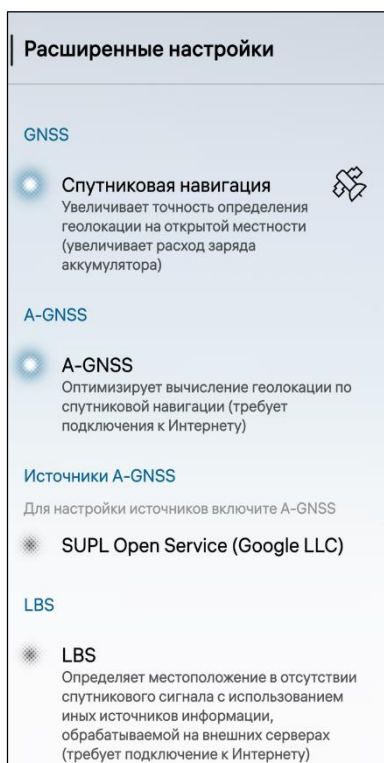 Расширенные настройки
GNSS
Спутниковая навигация
Увеличивает точность определения
геолокации на открытой местности
(увеличивает расход заряда
аккумулятора)
A-GNSS
A-GNSS
Оптимизирует вычисление геолокации по
спутниковой навигации (требует
подключения к Интернету)
Источники A-GNSS
Для настройки источников включите A-GNSS
SUPL Open Service (Google LLC)
LBS
LBS
Определяет местоположение в отсутствии
спутникового сигнала с использованием
иных источников информации,
обрабатываемой на внешних серверах
(требует подключение к Интернету)